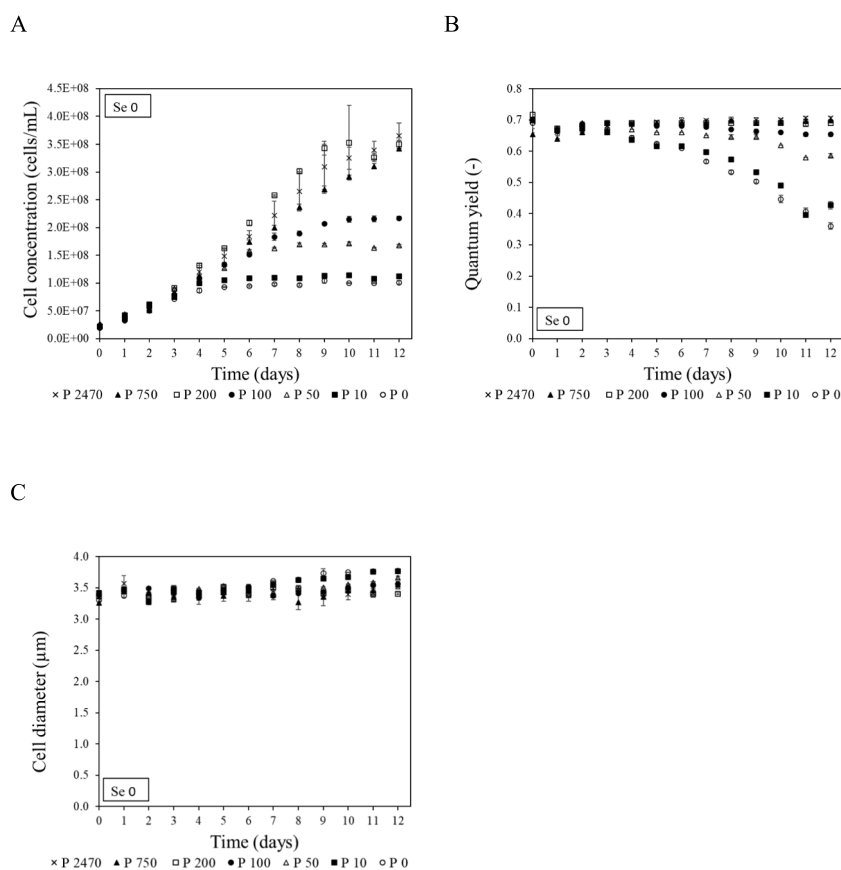 A
Cell concentration (cells/mL)
4.5E+08
4.0E+08
3.5E+08
3.0E+08
2.5E+08
2.0E+08
1.5E+08
1.0E+08
5.0E+07
0.0E+00
Se 0
0 1 2 3 4 5 6 7 8 9 10 11 12
Time (days)
× P 2470 ▲ P 750 □ P 200 ● P 100 △ P 50 ■ P 10 ○ P 0
B
Quantum yield (-)
0.8
0.7
0.6
0.5
0.4
0.3
0.2
0.1
0.0
Se 0
0 1 2 3 4 5 6 7 8 9 10 11 12
Time (days)
× P 2470 ▲ P 750 □ P 200 ● P 100 △ P 50 ■ P 10 ○ P 0
C
Cell diameter (µm)
4.0
3.5
3.0
2.5
2.0
1.5
1.0
0.5
0.0
Se 0
0 1 2 3 4 5 6 7 8 9 10 11 12
Time (days)
× P 2470 ▲ P 750 □ P 200 ● P 100 △ P 50 ■ P 10 ○ P 0